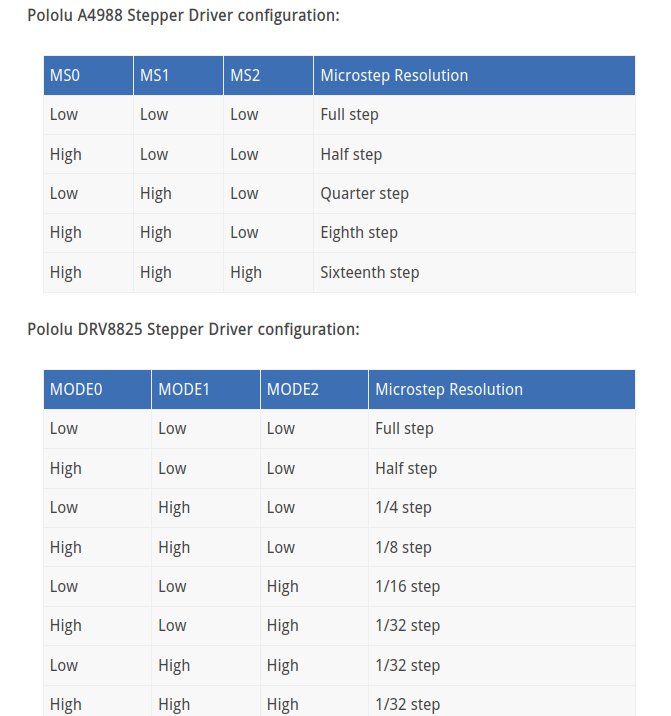 Pololu A4988 Stepper Driver configuration:
MS0 MS1 MS2 Microstep Resolution
Low Low Low Full step
High Low Low Half step
Low High Low Quarter step
High High Low Eighth step
High High High Sixteenth step
Pololu DRV8825 Stepper Driver configuration:
MODE0 MODE1 MODE2 Microstep Resolution
Low Low Low Full step
High Low Low Half step
Low High Low 1/4 step
High High Low 1/8 step
Low Low High 1/16 step
High Low High 1/32 step
Low High High 1/32 step
High High High 1/32 step